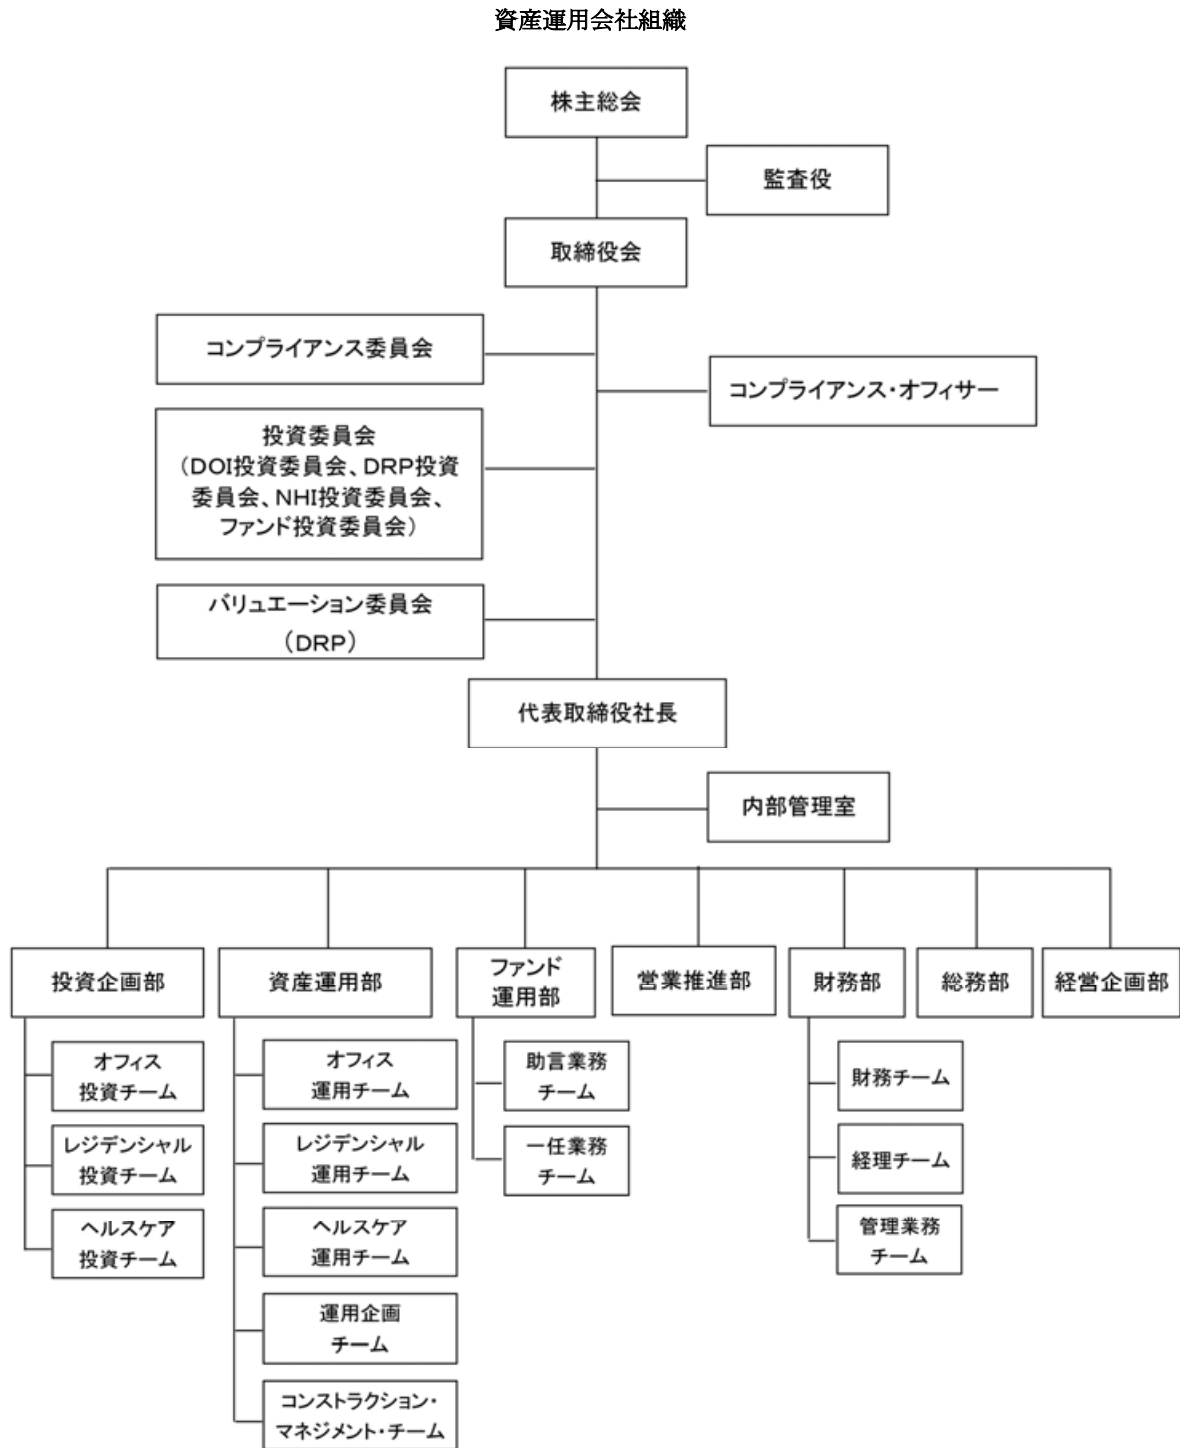 資産運用会社組織
株主総会
監査役
取締役会
コンプライアンス委員会
コンプライアンス・オフィサー
投資委員会
（DOI投資委員会、DRP投資
委員会、NHI投資委員会、
ファンド投資委員会）
バリュエーション委員会
（DRP）
代表取締役社長
内部管理室
投資企画部
資産運用部
ファンド
運用部
営業推進部
財務部
総務部
経営企画部
オフィス
投資チーム
レジデンシャル
投資チーム
ヘルスケア
投資チーム
オフィス
運用チーム
レジデンシャル
運用チーム
ヘルスケア
運用チーム
運用企画
チーム
コンストラクション・
マネジメント・チーム
助言業務
チーム
一任業務
チーム
財務チーム
経理チーム
管理業務
チーム